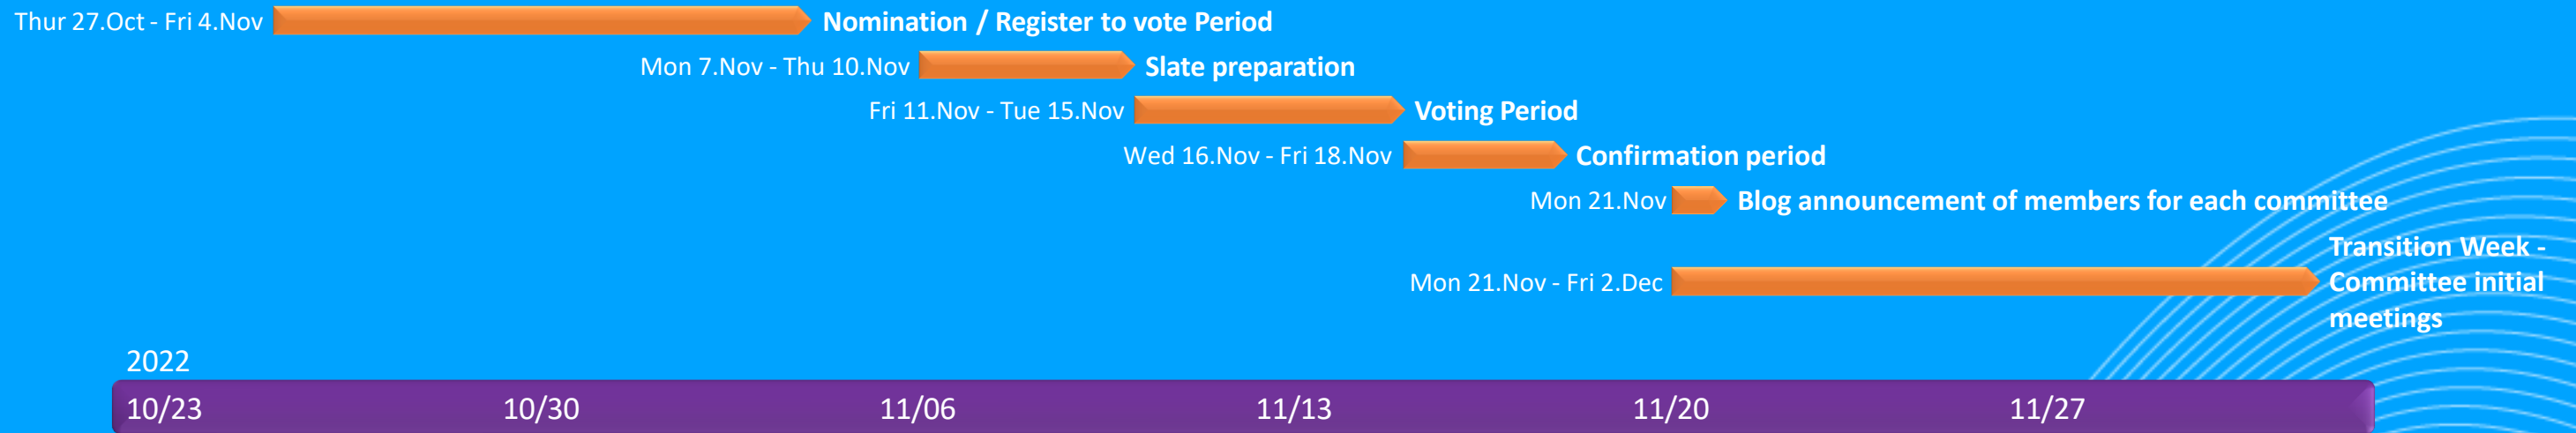 Thur 27.Oct - Fri 4.Nov Nomination / Register to vote Period
Mon 7.Nov - Thu 10.Nov Slate preparation
Fri 11.Nov - Tue 15.Nov Voting Period
Wed 16.Nov - Fri 18.Nov Confirmation period
Mon 21.Nov Blog announcement of members for each committee
Mon 21.Nov - Fri 2.Dec
Transition Week -
Committee initial
meetings
2022
10/23 10/30 11/06 11/13 11/20 11/27